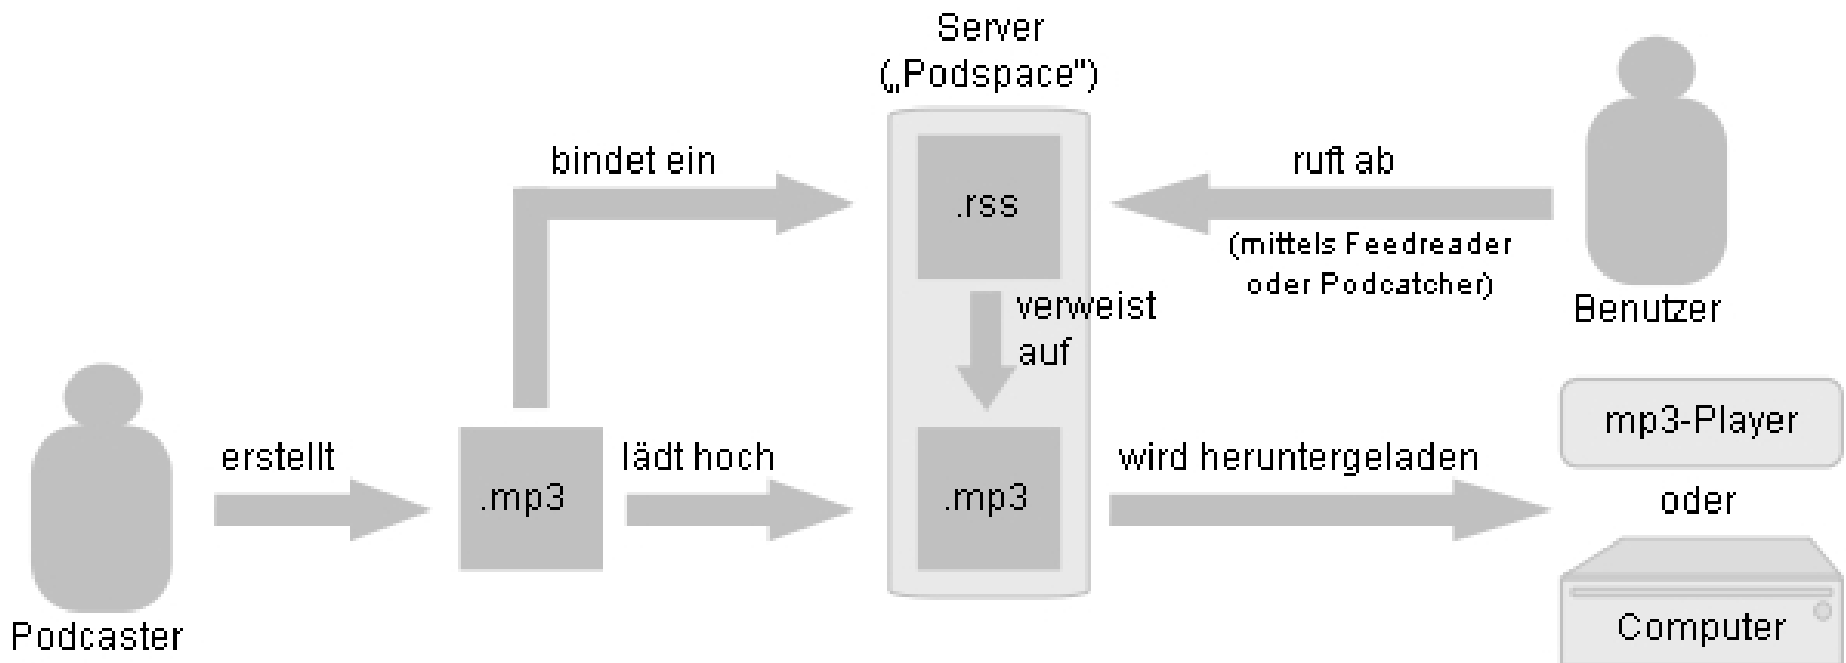 Server
(„Podspace")
bindet ein
.rss
ruft ab
(mittels Feedreader
oder Podcatcher)
Benutzer
verweist
auf
Podcaster
erstellt
.mp3
lädt hoch
.mp3
wird heruntergeladen
mp3-Player
oder
Computer